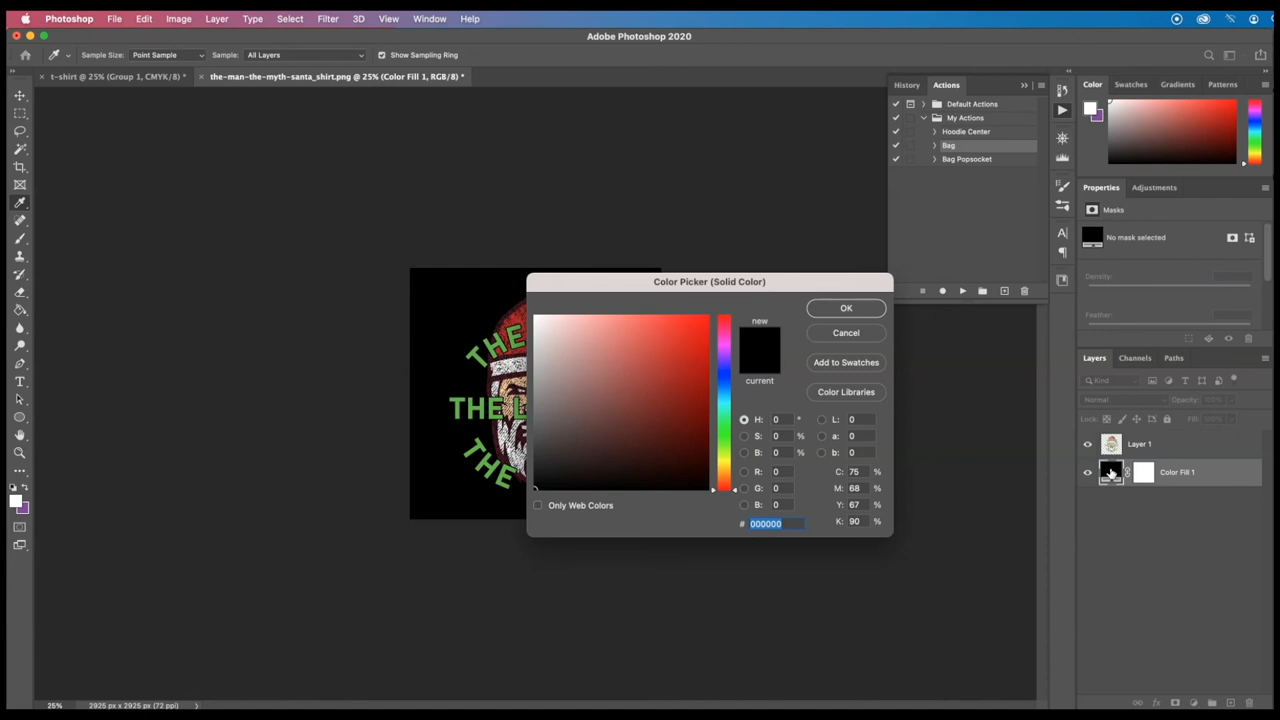 Photoshop File Edit Image Layer Type Select Filter 3D View Window Help
Adobe Photoshop 2020
Sample Size: Point Sample Sample: All Layers Show Sampling Ring
t-shirt @ 25% (Group 1, CMYK/8) * the-man-the-myth-santa_shirt.png @ 25% (Color Fill 1, RGB/8) *
History Actions
Default Actions
My Actions
Hoodie Center
Bag
Bag Popsocket
Color Swatches Gradients Patterns
Properties Adjustments
Masks
No mask selected
Density:
Feather:
Layers Channels Paths
Kind
Normal Opacity: 100%
Lock: Fill: 100%
Layer 1
Color Fill 1
THE
THE L
THE
Color Picker (Solid Color)
new
current
OK
Cancel
Add to Swatches
Color Libraries
H: 0 ° L: 0
S: 0 % a: 0
B: 0 % b: 0
R: 0 C: 75 %
G: 0 M: 68 %
B: 0 Y: 67 %
# 000000 K: 90 %
Only Web Colors
25% 2925 px x 2925 px (72 ppi)